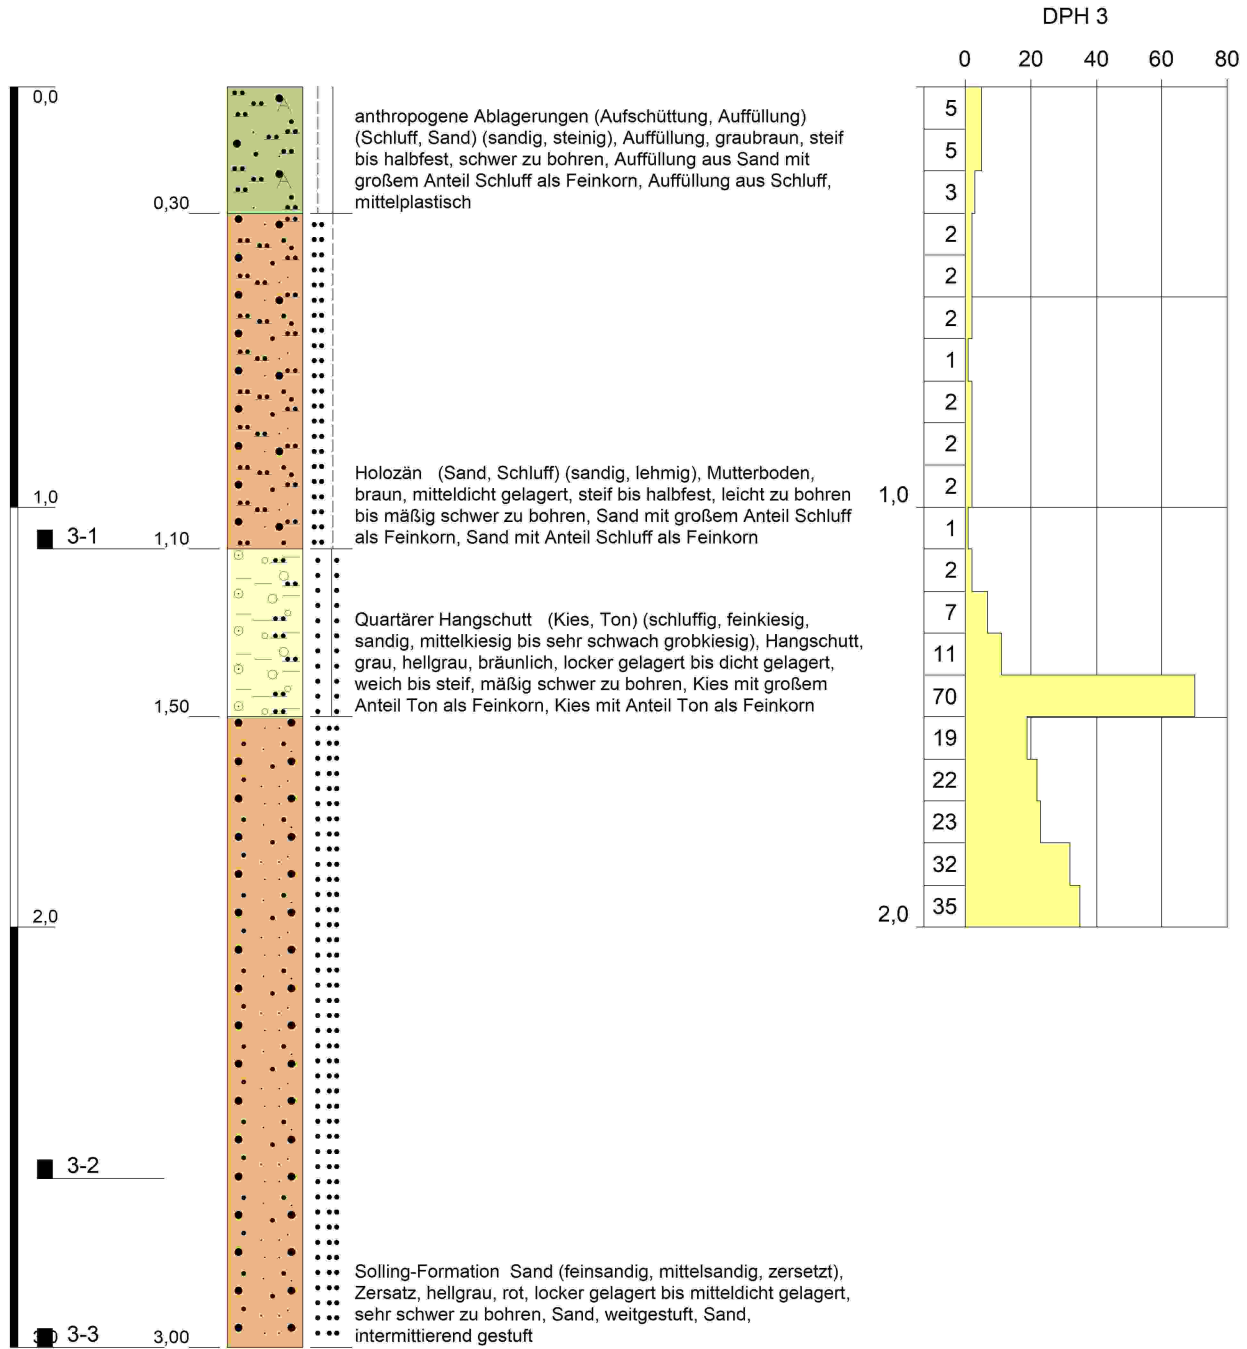 DPH 3
0 20 40 60 80
0,0
anthropogene Ablagerungen (Aufschüttung, Auffüllung)
(Schluff, Sand) (sandig, steinig), Auffüllung, graubraun, steif
bis halbfest, schwer zu bohren, Auffüllung aus Sand mit
großem Anteil Schluff als Feinkorn, Auffüllung aus Schluff,
mittelplastisch
0,30
Holozän (Sand, Schluff) (sandig, lehmig), Mutterboden,
braun, mitteldicht gelagert, steif bis halbfest, leicht zu bohren
bis mäßig schwer zu bohren, Sand mit großem Anteil Schluff
als Feinkorn, Sand mit Anteil Schluff als Feinkorn
1,0
3-1
1,10
Quartärer Hangschutt (Kies, Ton) (schluffig, feinkiesig,
sandig, mittelkiesig bis sehr schwach grobkiesig), Hangschutt,
grau, hellgrau, bräunlich, locker gelagert bis dicht gelagert,
weich bis steif, mäßig schwer zu bohren, Kies mit großem
Anteil Ton als Feinkorn, Kies mit Anteil Ton als Feinkorn
1,50
2,0
3-2
Solling-Formation Sand (feinsandig, mittelsandig, zersetzt),
Zersatz, hellgrau, rot, locker gelagert bis mitteldicht gelagert,
sehr schwer zu bohren, Sand, weitgestuft, Sand,
intermittierend gestuft
3,0
3-3
3,00
5
5
3
2
2
2
1
2
2
2
1,0
1
2
7
11
70
19
22
23
32
35
2,0